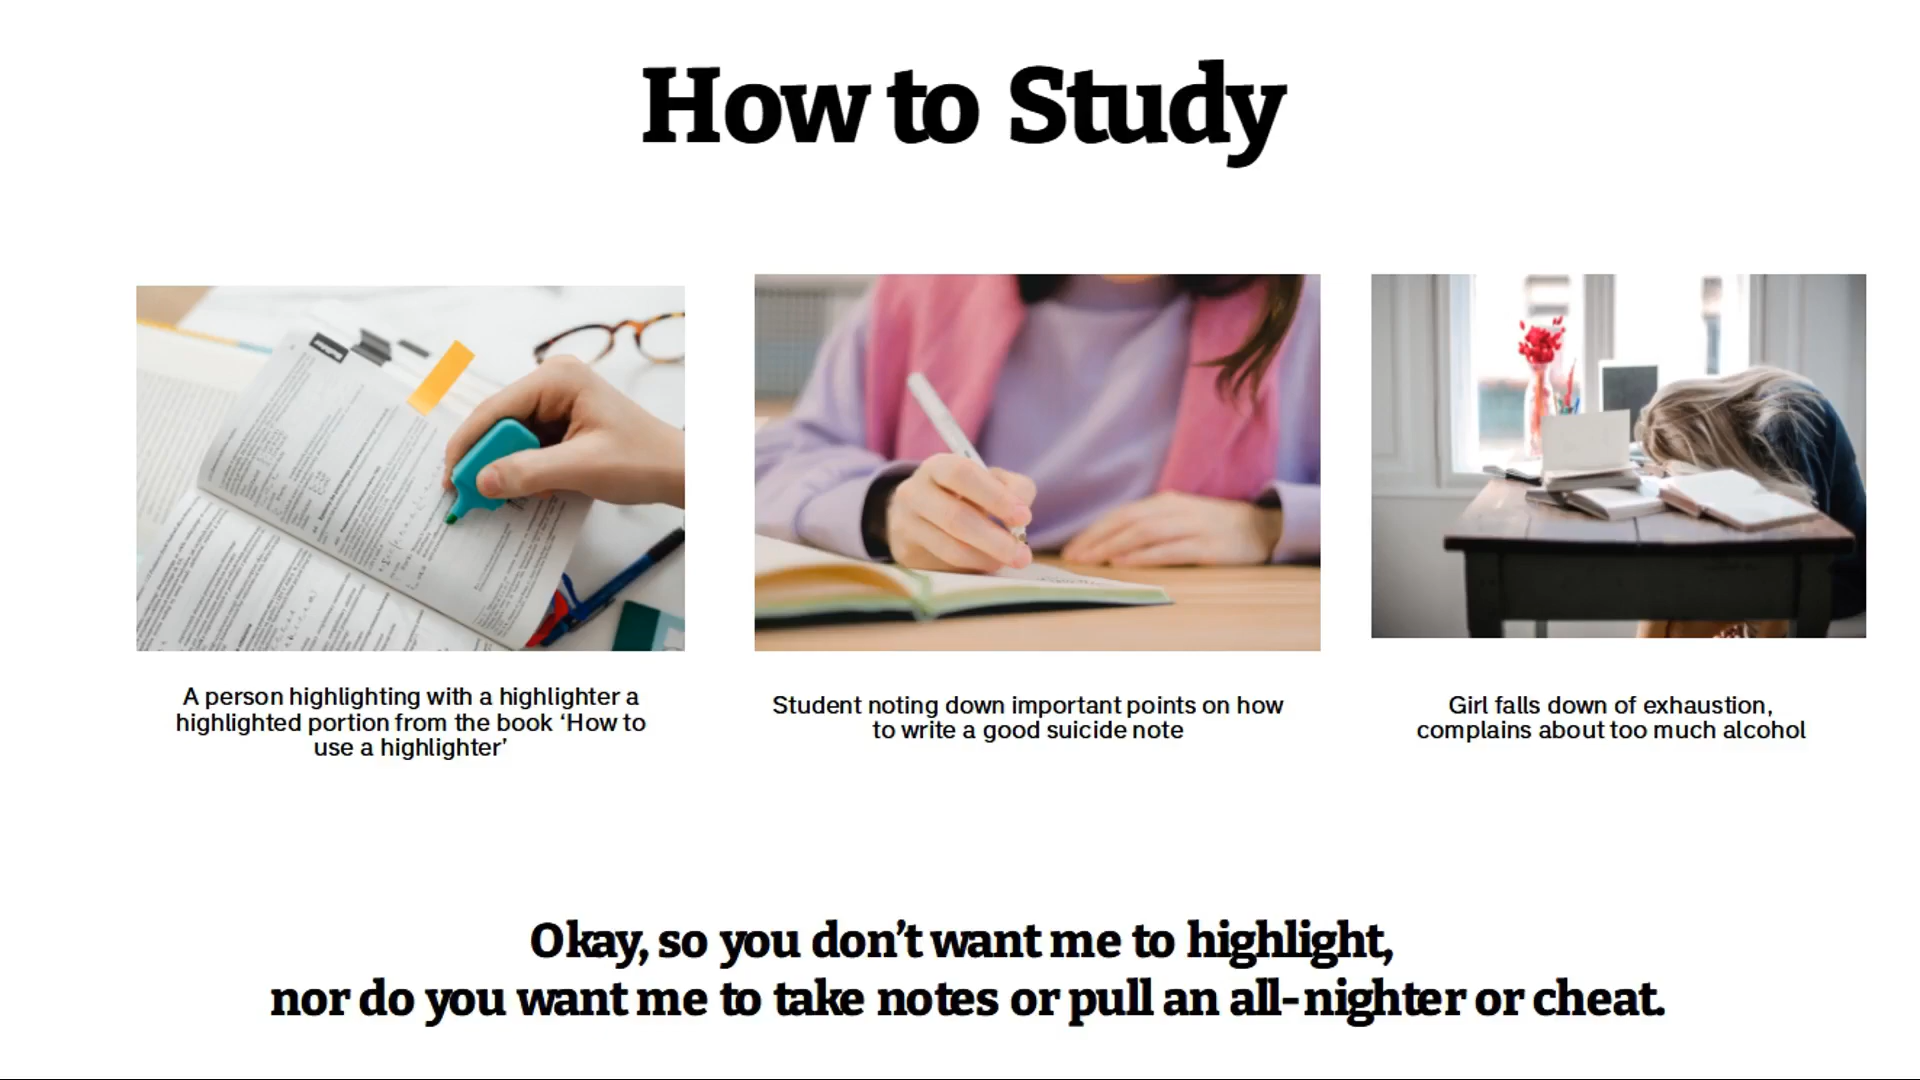 How to Study
A person highlighting with a highlighter a
highlighted portion from the book ‘How to
use a highlighter’
Student noting down important points on how
to write a good suicide note
Girl falls down of exhaustion,
complains about too much alcohol
Okay, so you don’t want me to highlight,
nor do you want me to take notes or pull an all-nighter or cheat.